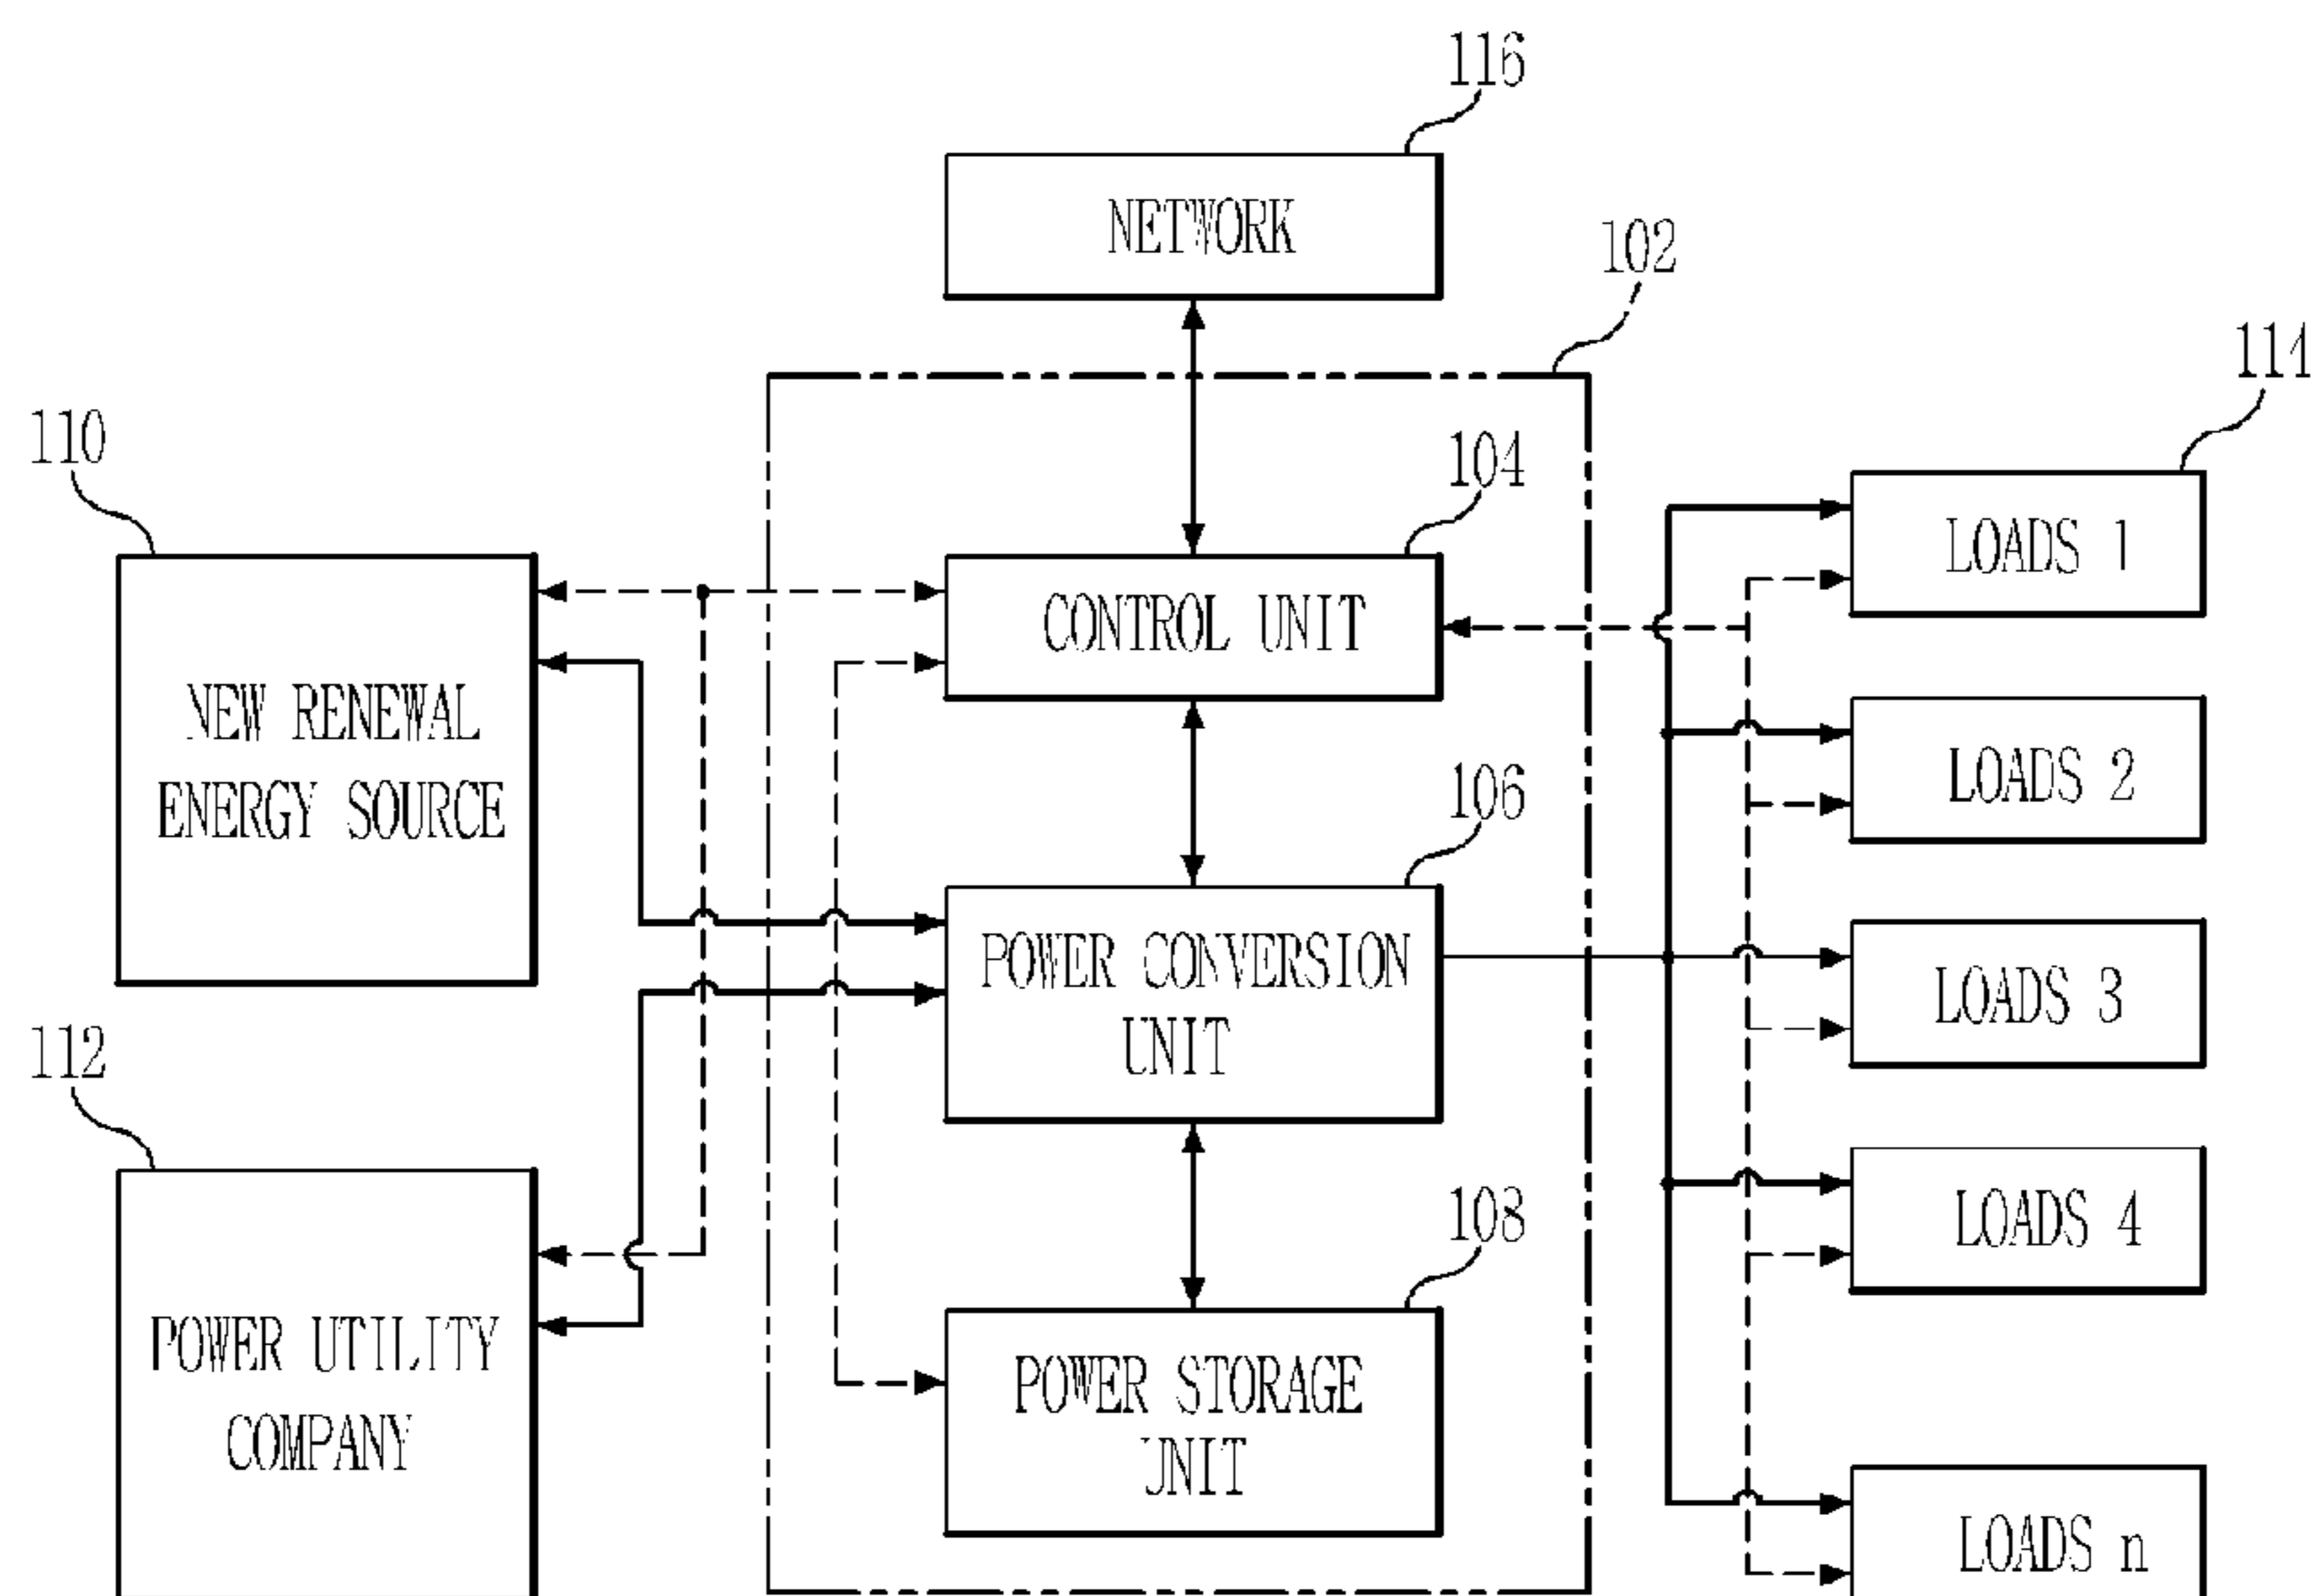 116
NETWORK
102
114
110
104
LOADS 1
CONTROL UNIT
NEW RENEWAL
ENERGY SOURCE
LOADS 2
106
POWER CONVERSION
UNIT
LOADS 3
112
108
LOADS 4
POWER UTILITY
COMPANY
POWER STORAGE
UNIT
LOADS n